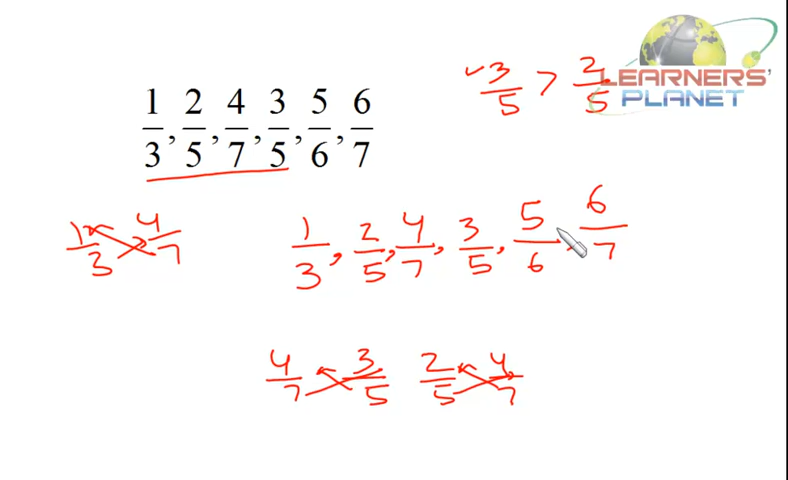 3/5 > 2/5
LEARNERS'
PLANET
1/3, 2/5, 4/7, 3/5, 5/6, 6/7
1/3 4/7
1/3, 2/5, 4/7, 3/5, 5/6, 6/7
4/7 3/5 2/5 4/7